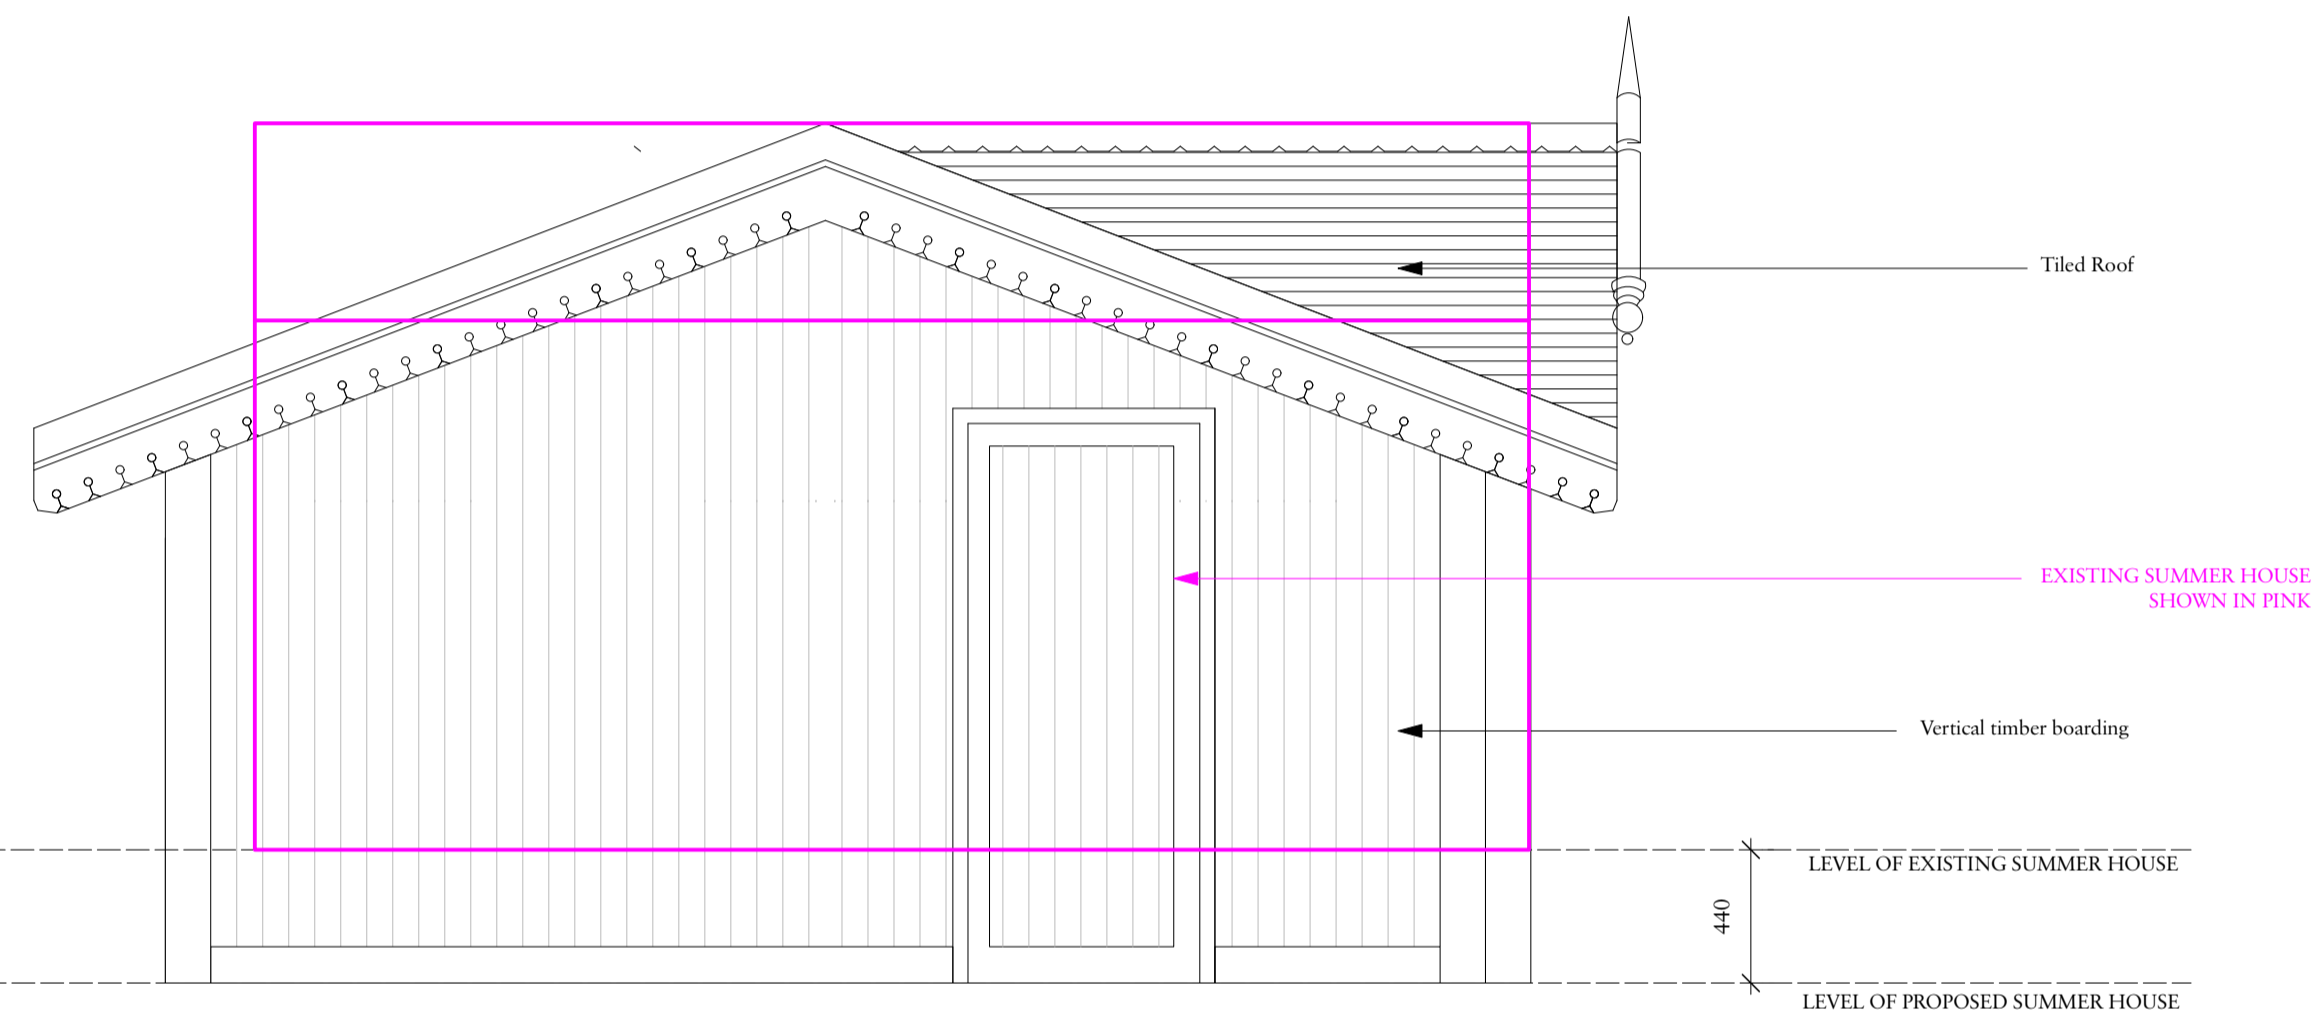 Tiled Roof
EXISTING SUMMER HOUSE
SHOWN IN PINK
Vertical timber boarding
LEVEL OF EXISTING SUMMER HOUSE
440
LEVEL OF PROPOSED SUMMER HOUSE